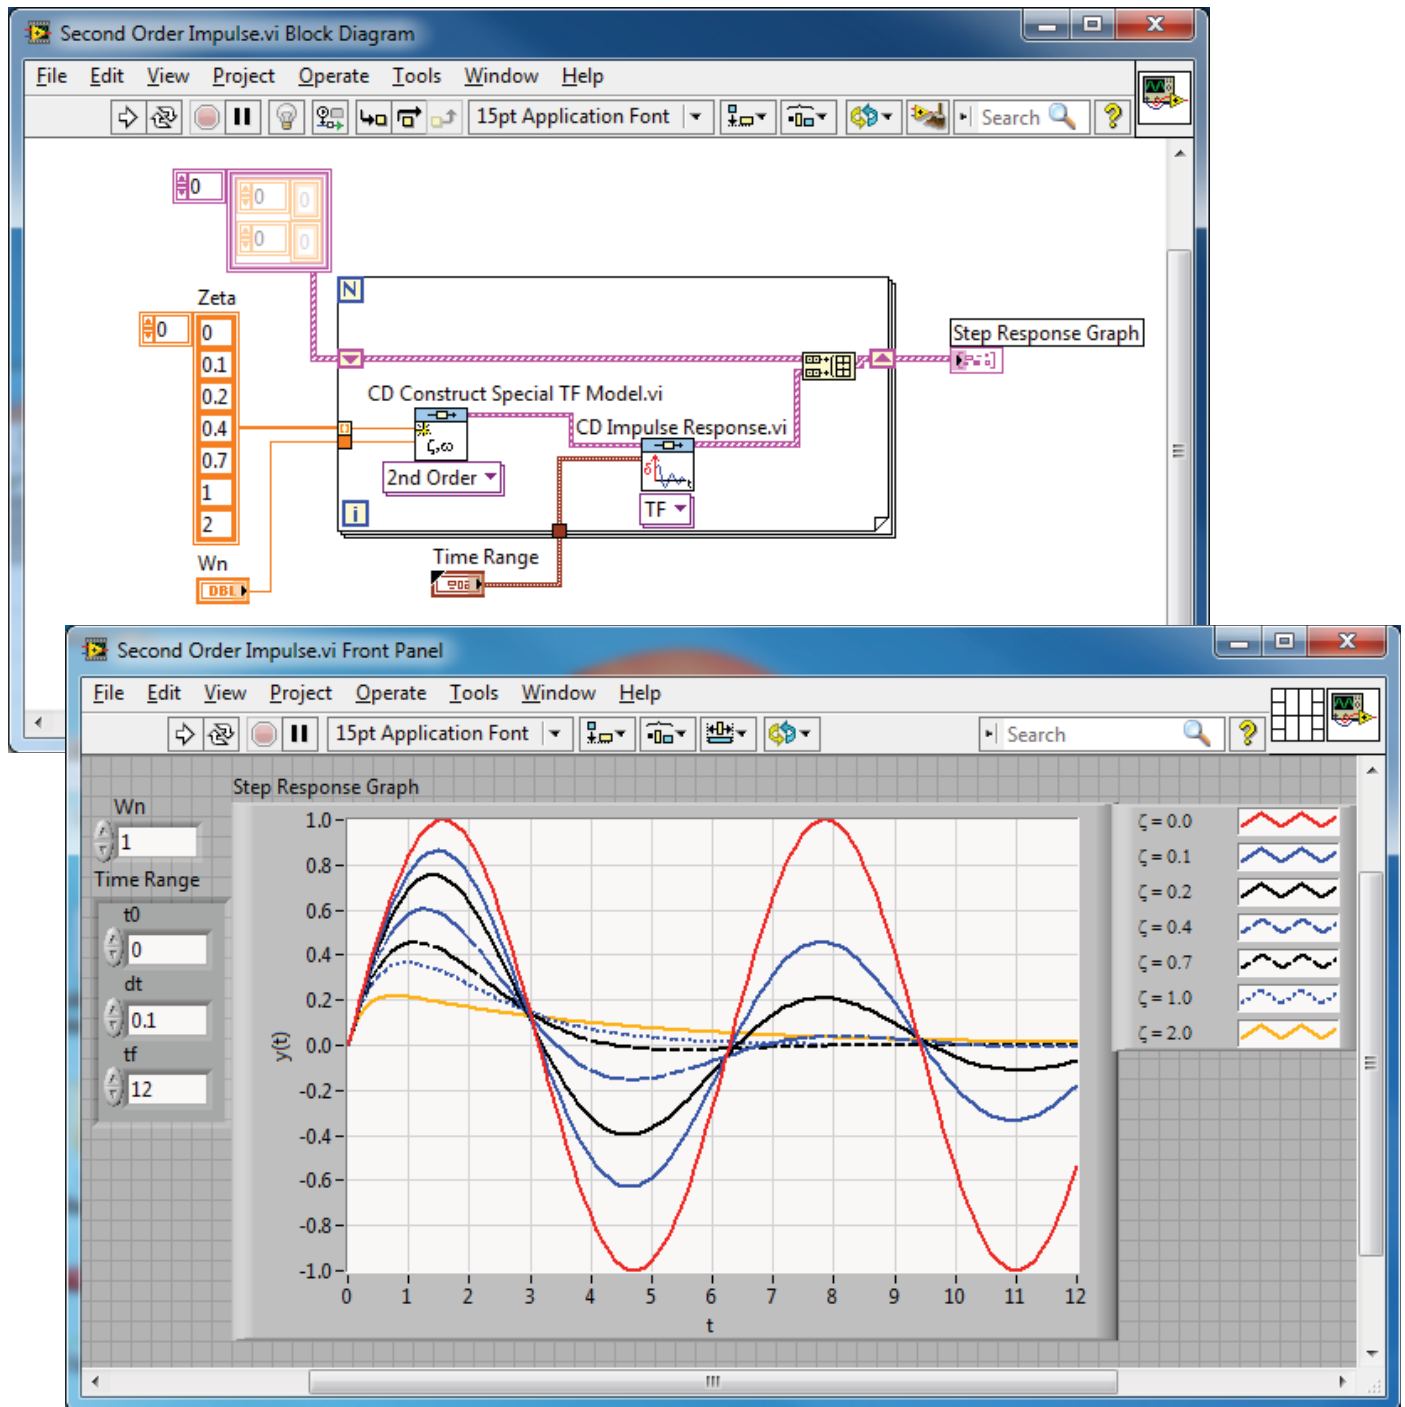 Second Order Impulse.vi Block Diagram
File Edit View Project Operate Tools Window Help
15pt Application Font Search
0
0 0
0 0
Zeta
0 0
0.1
0.2
0.4
0.7
1
2
Wn
DBL
N
CD Construct Special TF Model.vi
ζ,ω
2nd Order
CD Impulse Response.vi
δ t
TF
i
Time Range
Step Response Graph
Second Order Impulse.vi Front Panel
File Edit View Project Operate Tools Window Help
15pt Application Font Search
Wn
1
Time Range
t0
0
dt
0.1
tf
12
Step Response Graph
y(t)
1.0
0.8
0.6
0.4
0.2
0.0
-0.2
-0.4
-0.6
-0.8
-1.0
0 1 2 3 4 5 6 7 8 9 10 11 12
t
ζ = 0.0
ζ = 0.1
ζ = 0.2
ζ = 0.4
ζ = 0.7
ζ = 1.0
ζ = 2.0